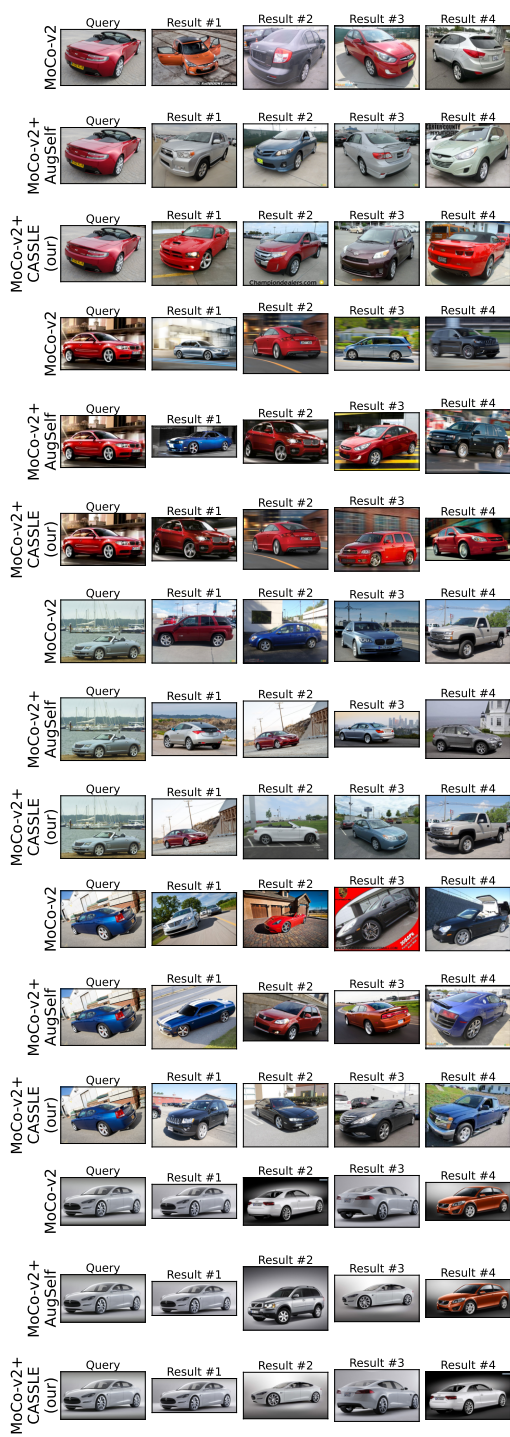 Query Result #1 Result #2 Result #3 Result #4
MoCo-v2
Query Result #1 Result #2 Result #3 Result #4
MoCo-v2+
AugSelf
Query Result #1 Result #2 Result #3 Result #4
MoCo-v2+
CASSLE
(our)
Championdealers.com
Query Result #1 Result #2 Result #3 Result #4
MoCo-v2
Query Result #1 Result #2 Result #3 Result #4
MoCo-v2+
AugSelf
Query Result #1 Result #2 Result #3 Result #4
MoCo-v2+
CASSLE
(our)
Query Result #1 Result #2 Result #3 Result #4
MoCo-v2
Query Result #1 Result #2 Result #3 Result #4
MoCo-v2+
AugSelf
Query Result #1 Result #2 Result #3 Result #4
MoCo-v2+
CASSLE
(our)
Query Result #1 Result #2 Result #3 Result #4
MoCo-v2
Query Result #1 Result #2 Result #3 Result #4
MoCo-v2+
AugSelf
Query Result #1 Result #2 Result #3 Result #4
MoCo-v2+
CASSLE
(our)
Query Result #1 Result #2 Result #3 Result #4
MoCo-v2
Query Result #1 Result #2 Result #3 Result #4
MoCo-v2+
AugSelf
Query Result #1 Result #2 Result #3 Result #4
MoCo-v2+
CASSLE
(our)